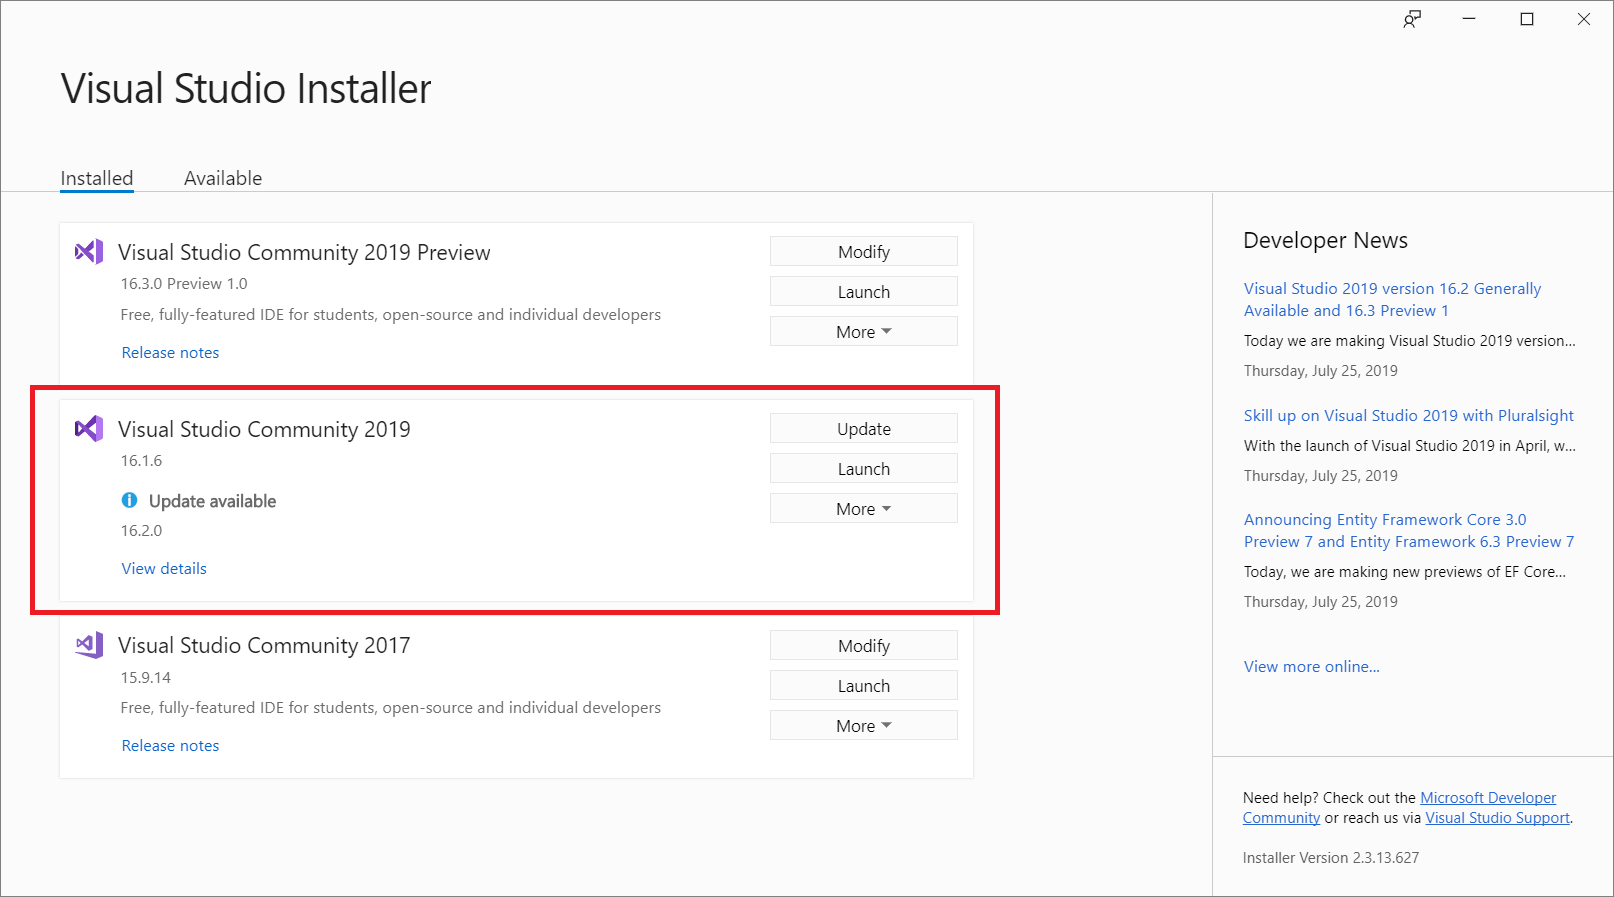 Visual Studio Installer
Installed
Available
Visual Studio Community 2019 Preview
16.3.0 Preview 1.0
Free, fully-featured IDE for students, open-source and individual developers
Release notes
Modify
Launch
More
Visual Studio Community 2019
16.1.6
Update available
16.2.0
View details
Update
Launch
More
Visual Studio Community 2017
15.9.14
Free, fully-featured IDE for students, open-source and individual developers
Release notes
Modify
Launch
More
Developer News
Visual Studio 2019 version 16.2 Generally
Available and 16.3 Preview 1
Today we are making Visual Studio 2019 version...
Thursday, July 25, 2019
Skill up on Visual Studio 2019 with Pluralsight
With the launch of Visual Studio 2019 in April, w...
Thursday, July 25, 2019
Announcing Entity Framework Core 3.0
Preview 7 and Entity Framework 6.3 Preview 7
Today, we are making new previews of EF Core...
Thursday, July 25, 2019
View more online...
Need help? Check out the Microsoft Developer
Community or reach us via Visual Studio Support.
Installer Version 2.3.13.627